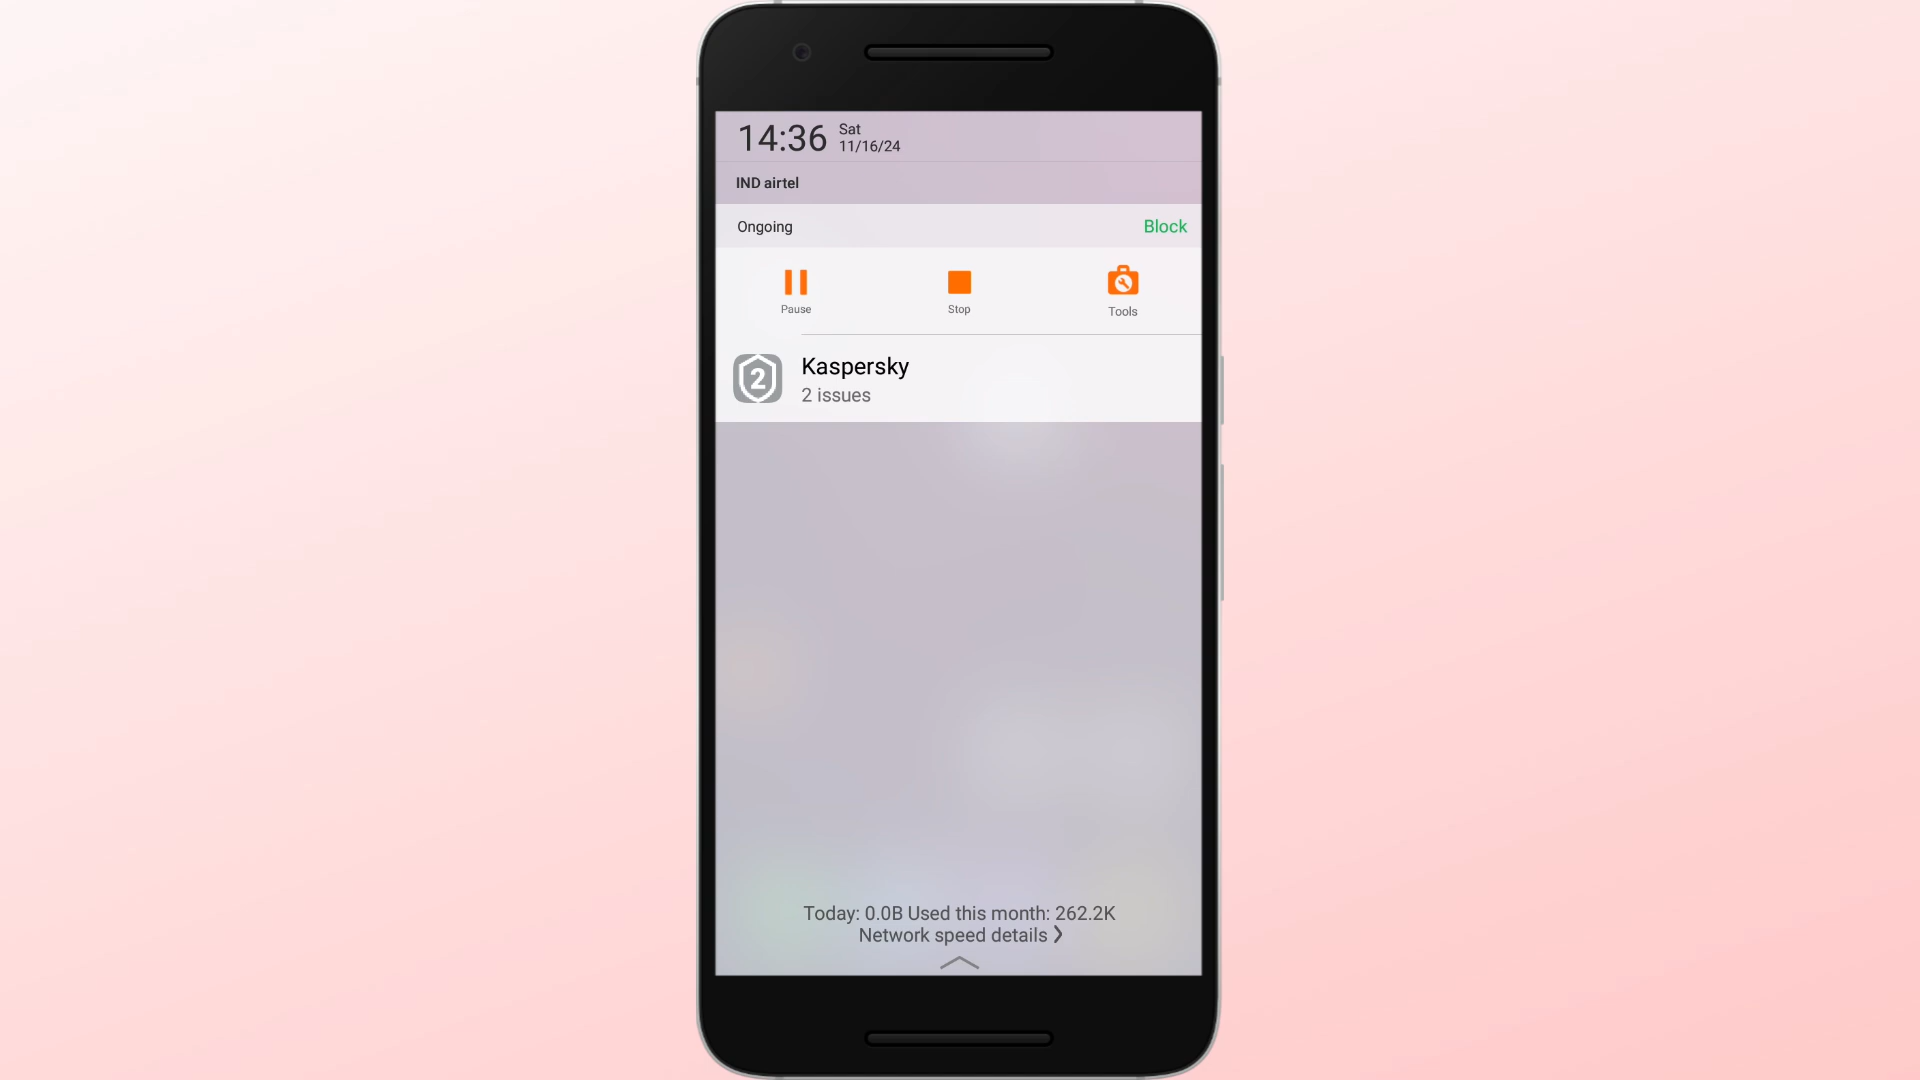 14:36
Sat
11/16/24
IND airtel
Ongoing
Block
Pause
Stop
Tools
2
Kaspersky
2 issues
Today: 0.0B Used this month: 262.2K
Network speed details